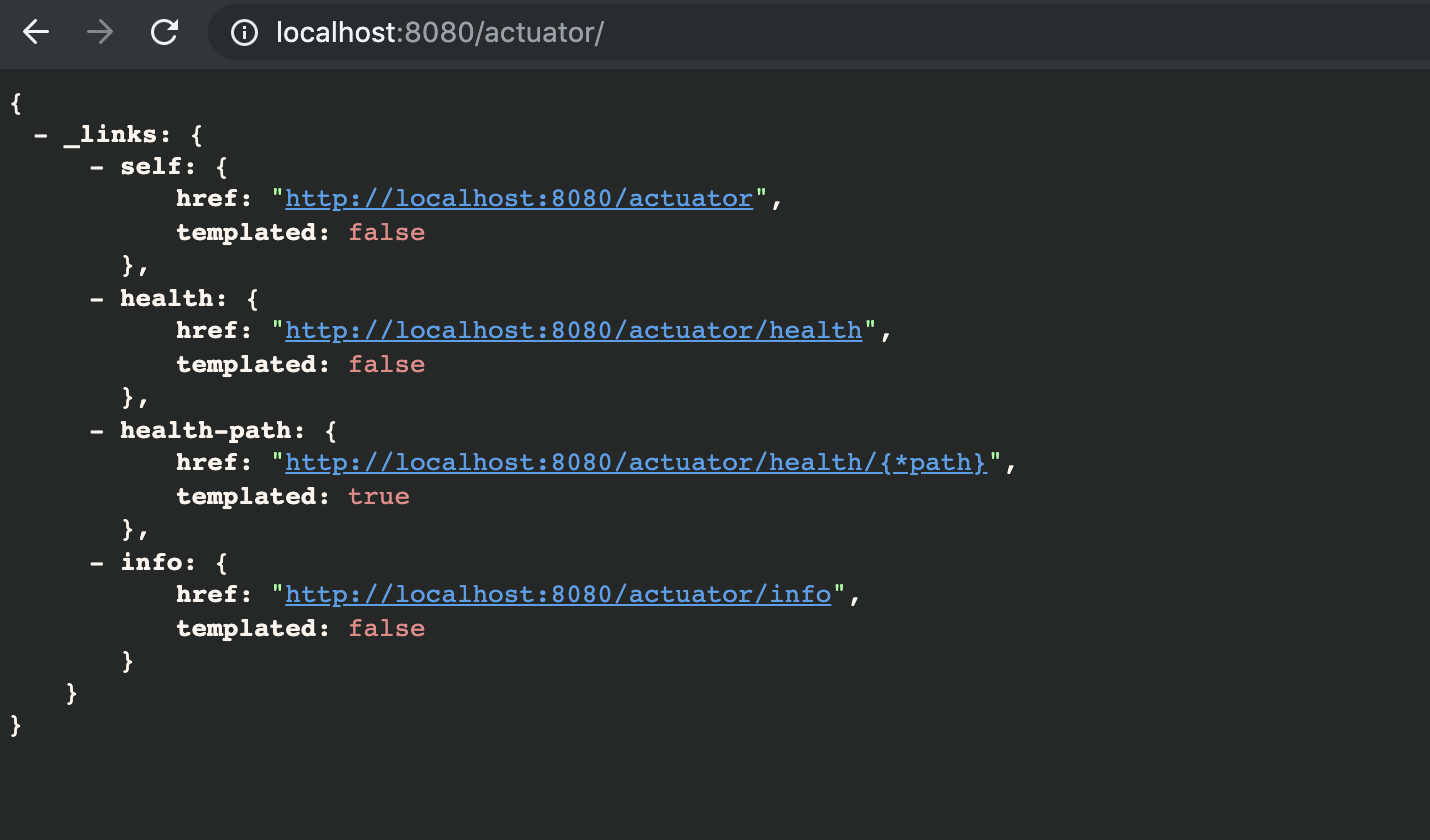 localhost:8080/actuator/
{
- _links: {
- self: {
href: "http://localhost:8080/actuator",
templated: false
},
- health: {
href: "http://localhost:8080/actuator/health",
templated: false
},
- health-path: {
href: "http://localhost:8080/actuator/health/{*path}",
templated: true
},
- info: {
href: "http://localhost:8080/actuator/info",
templated: false
}
}
}